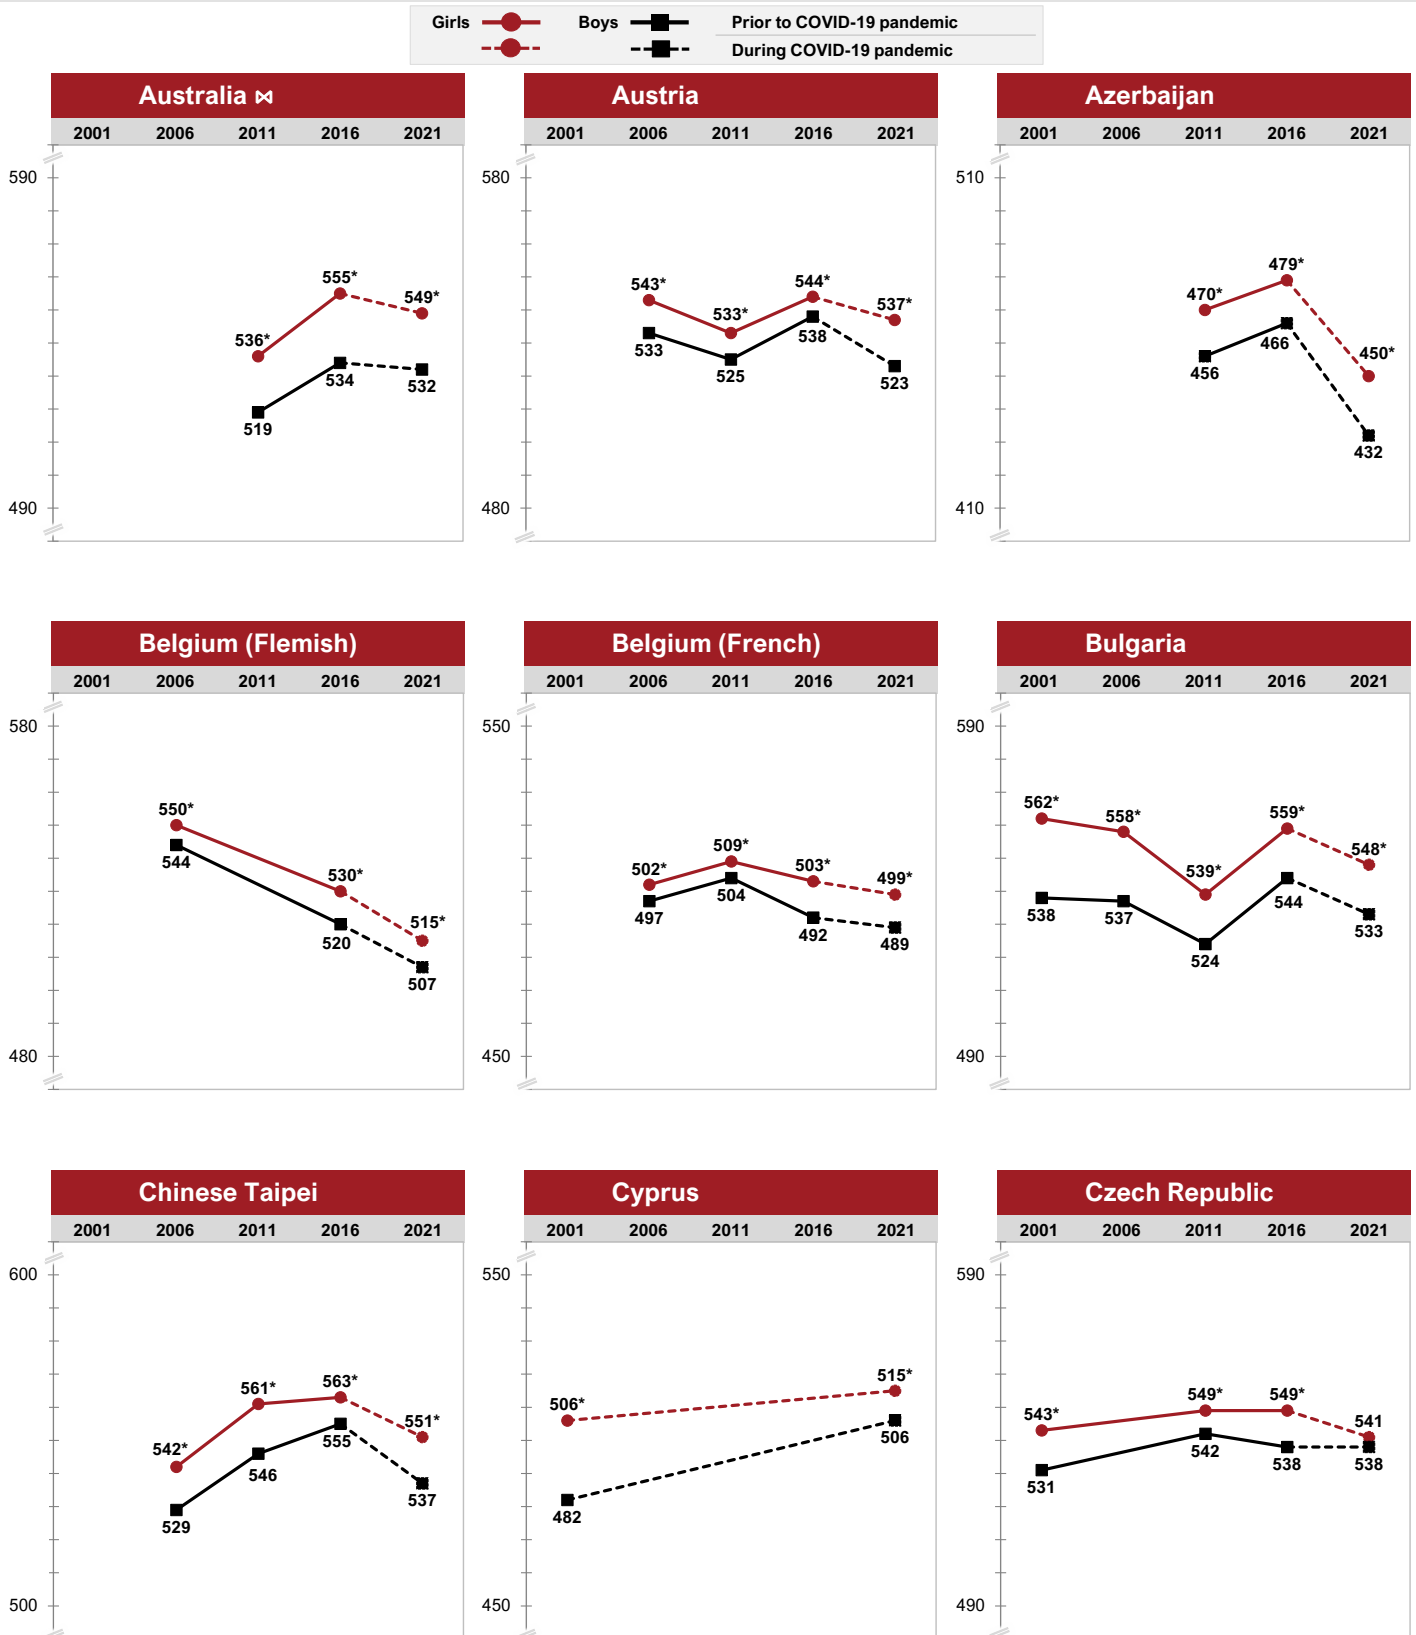 Girls Boys Prior to COVID-19 pandemic
During COVID-19 pandemic
Australia ⋈ Austria Azerbaijan
2001 2006 2011 2016 2021 2001 2006 2011 2016 2021 2001 2006 2011 2016 2021
590 580 510
555* 549* 536* 534 532 519
543* 533* 544* 537* 533 525 538 523
470* 479* 450* 456 466 432
490 480 410
Belgium (Flemish) Belgium (French) Bulgaria
2001 2006 2011 2016 2021 2001 2006 2011 2016 2021 2001 2006 2011 2016 2021
580 550 590
550* 544 530* 520 515* 507
502* 509* 503* 499* 497 504 492 489
562* 558* 539* 559* 548* 538 537 524 544 533
480 450 490
Chinese Taipei Cyprus Czech Republic
2001 2006 2011 2016 2021 2001 2006 2011 2016 2021 2001 2006 2011 2016 2021
600 550 590
542* 561* 563* 551* 529 546 555 537
506* 515* 482 506
543* 549* 549* 541 531 542 538 538
500 450 490